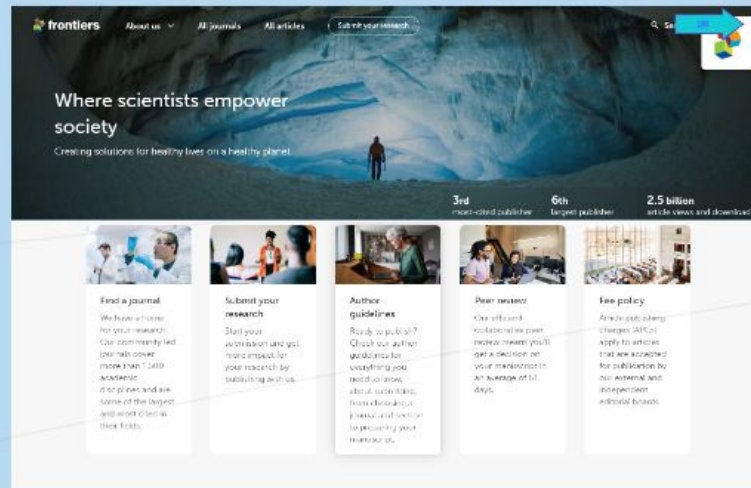 frontiers
About us
All journals
All articles
Submit your research
Where scientists empower
society
Creating solutions for healthy lives on a healthy planet
3rd
most-cited publisher
6th
largest publisher
2.5 billion
article views and download
Find a journal
We have a home
for your research.
Our community led
journals cover
more than 1,500
academic
disciplines and are
some of the largest
and most cited in
their fields.
Submit your
research
Start your
submission and get
more impact for
your research by
publishing with us.
Author
guidelines
Ready to publish?
Check our author
guidelines for
everything you
need to know
about submitting,
from choosing a
journal and section
to preparing your
manuscript.
Peer review
Our efficient
collaborative peer
review means you'll
get a decision on
your manuscript in
an average of 61
days.
Fee policy
Article publishing
charges (APCs)
apply to articles
that are accepted
for publication by
our external and
independent
editorial boards